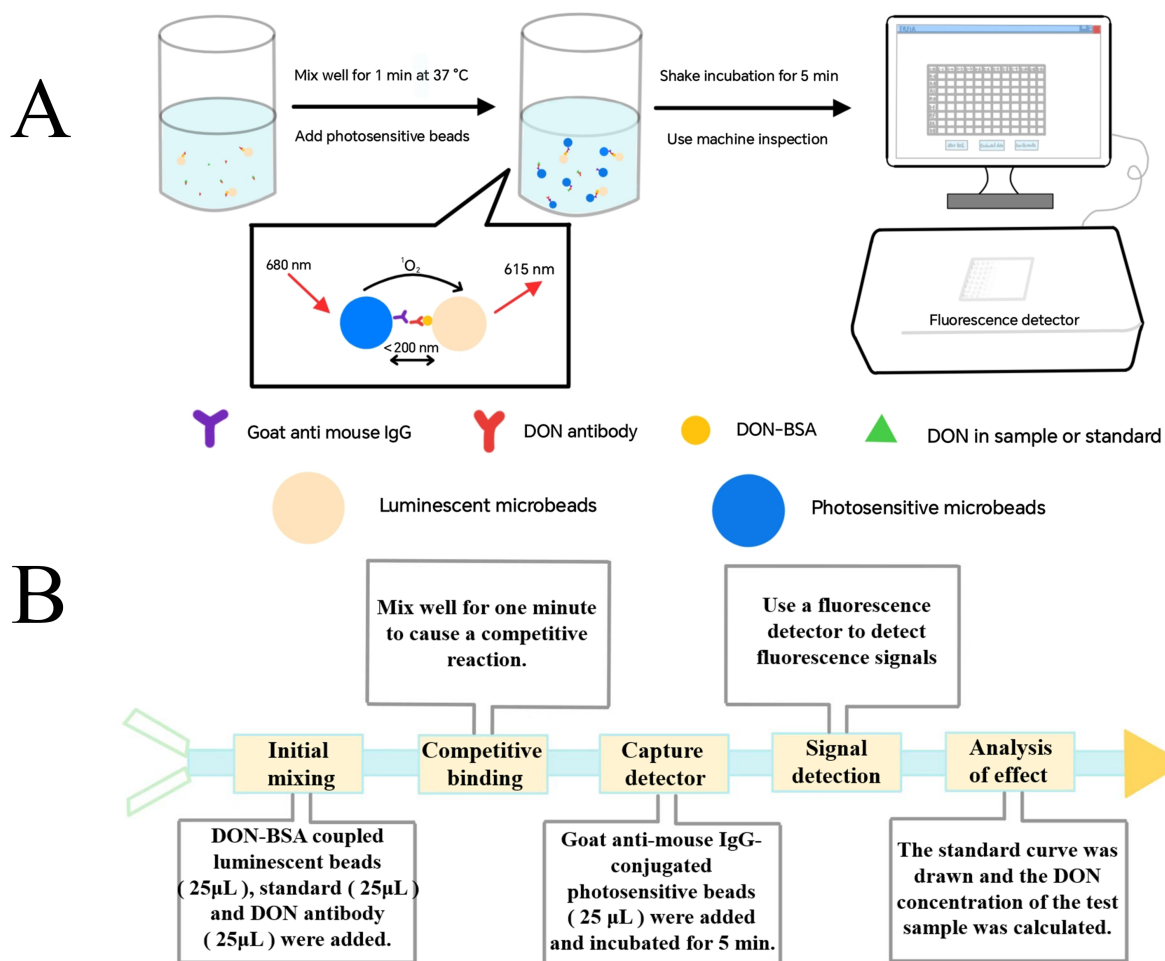 A
Mix well for 1 min at 37 °C
Add photosensitive beads
Shake incubation for 5 min
Use machine inspection
680 nm
¹O₂
615 nm
<200 nm
Fluorescence detector
Goat anti mouse IgG
DON antibody
DON-BSA
DON in sample or standard
Luminescent microbeads
Photosensitive microbeads
B
Mix well for one minute
to cause a competitive
reaction.
Use a fluorescence
detector to detect
fluorescence signals
Initial
mixing
Competitive
binding
Capture
detector
Signal
detection
Analysis
of effect
DON-BSA coupled
luminescent beads
( 25μL ), standard ( 25μL )
and DON antibody
( 25μL ) were added.
Goat anti-mouse IgG-
conjugated
photosensitive beads
( 25 μL ) were added
and incubated for 5 min.
The standard curve was
drawn and the DON
concentration of the test
sample was calculated.